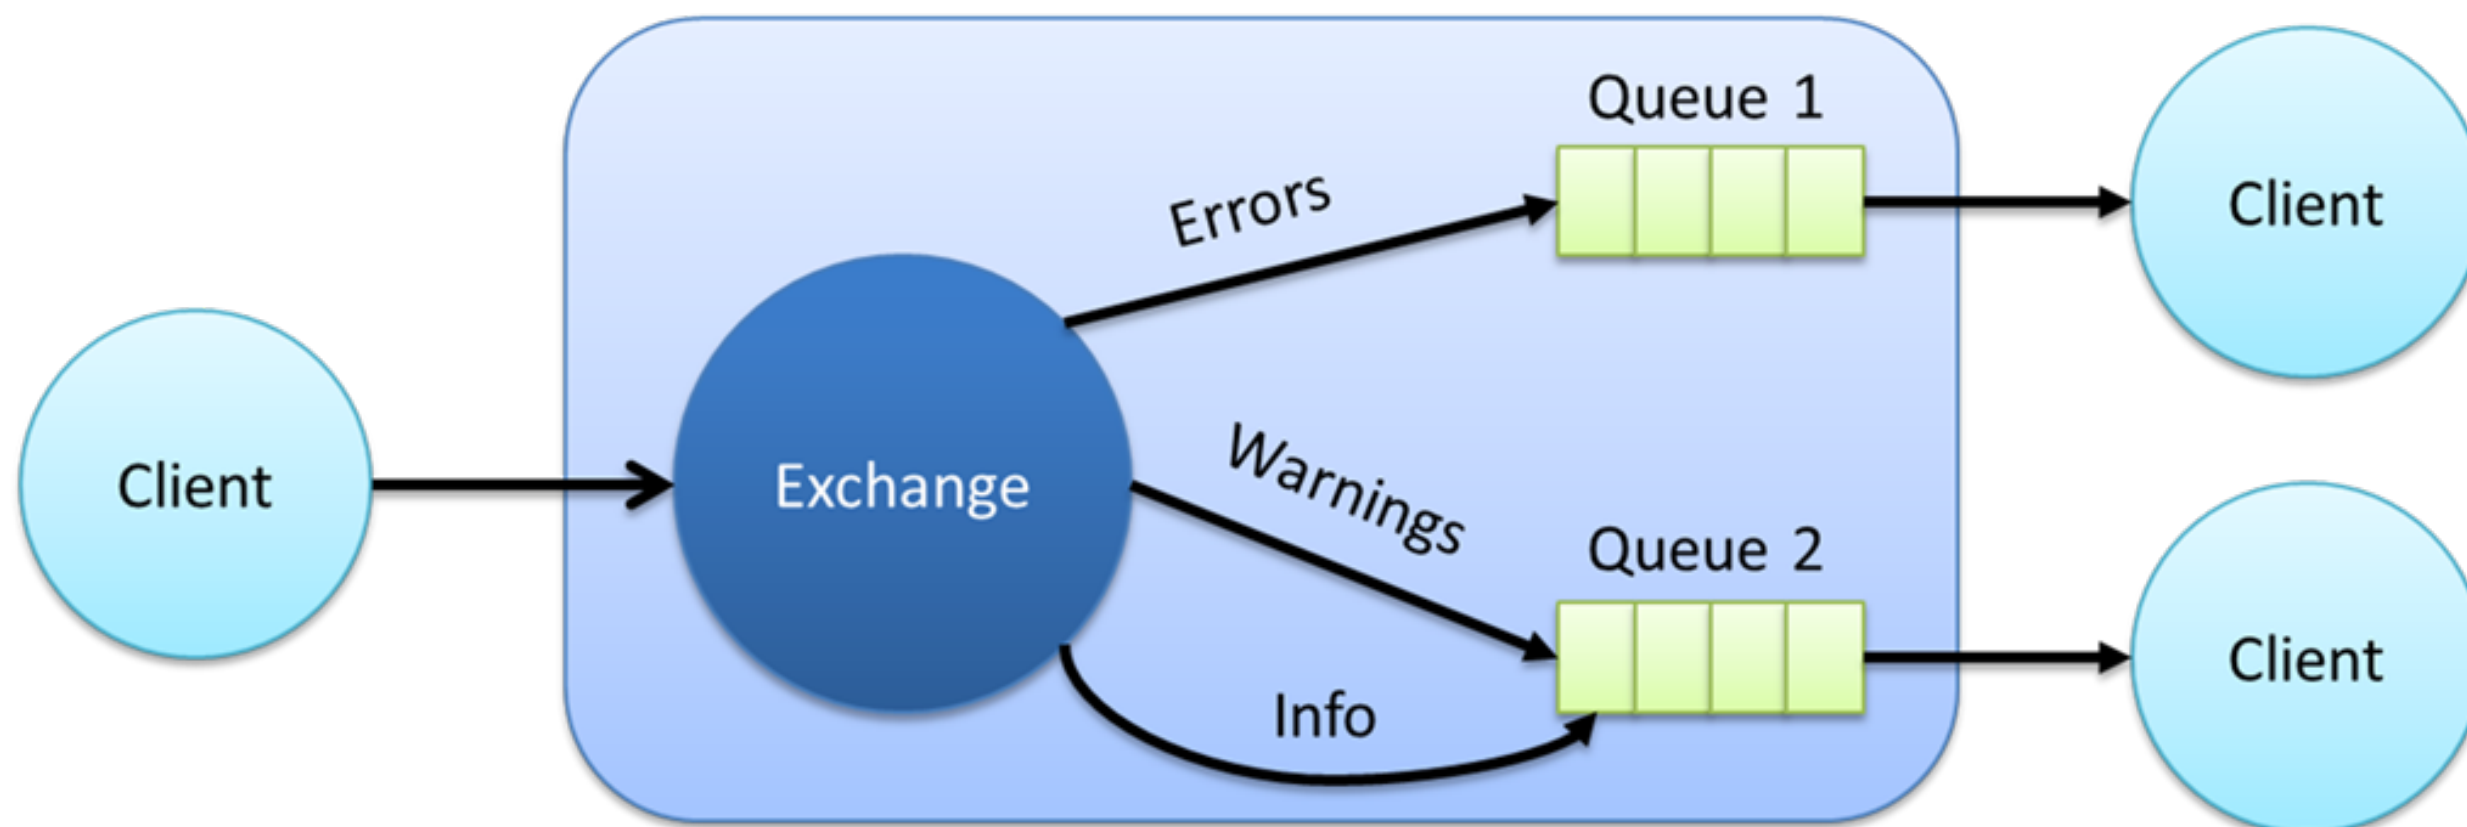 Client
Exchange
Errors
Warnings
Info
Queue 1
Queue 2
Client
Client